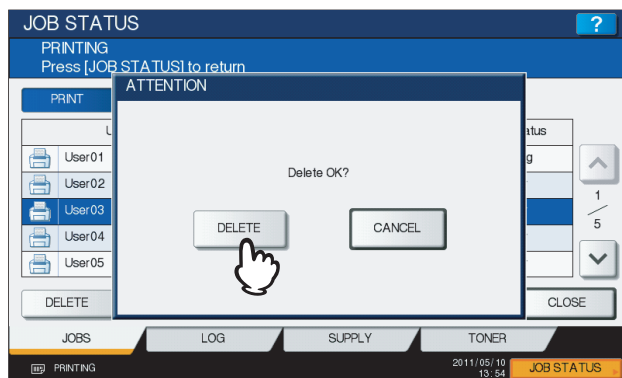 JOB STATUS
?
PRINTING
Press [JOB STATUS] to return
ATTENTION
PRINT
User01
User02
User03
User04
User05
Delete OK?
DELETE
CANCEL
1
5
DELETE
CLOSE
JOBS
LOG
SUPPLY
TONER
PRINTING
2011/05/10
13:54
JOB STATUS